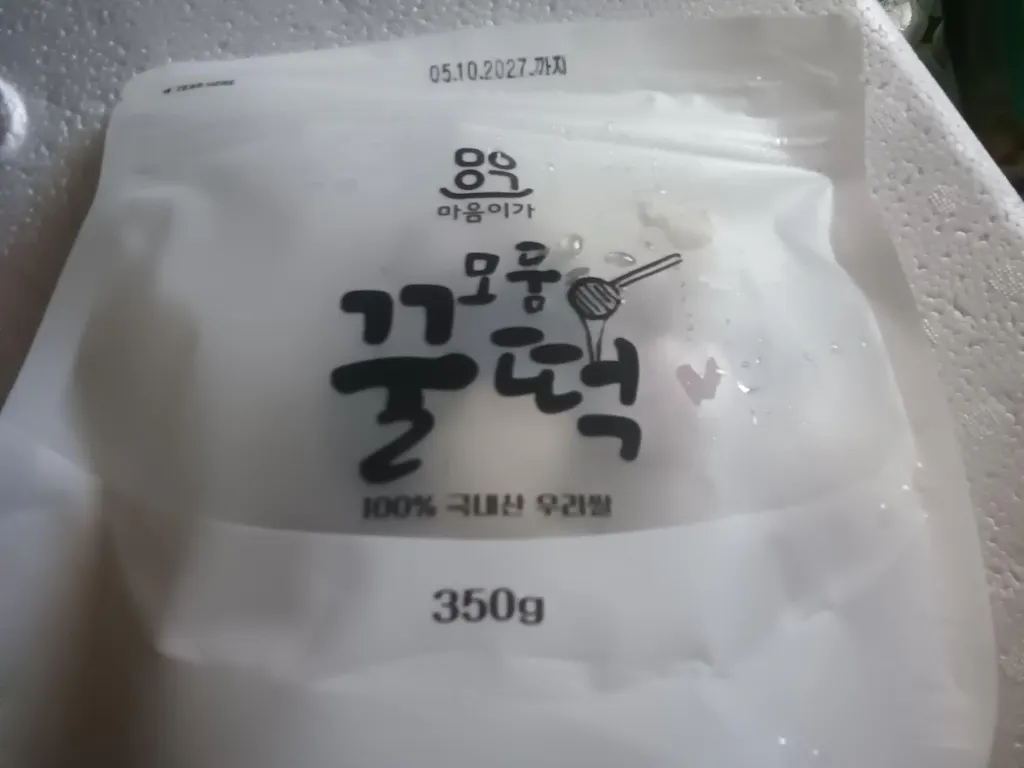 05.10.2027.까지
마음이가
모듬
꿀떡
100% 국내산 우리쌀
350g